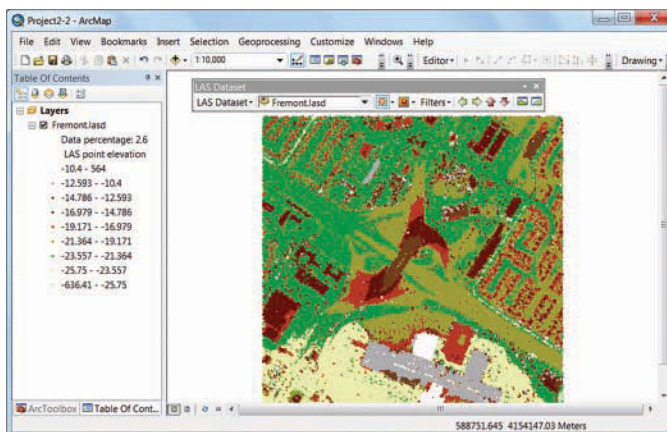 Project2-2 - ArcMap
File Edit View Bookmarks Insert Selection Geoprocessing Customize Windows Help
1:10,000
Editor
Drawing
Table Of Contents
LAS Dataset
LAS Dataset
Fremont.lasd
Filters
Layers
Fremont.lasd
Data percentage: 2.6
LAS point elevation
-10.4 - 564
-12.593 - -10.4
-14.786 - -12.593
-16.979 - -14.786
-19.171 - -16.979
-21.364 - -19.171
-23.557 - -21.364
-25.75 - -23.557
-636.41 - -25.75
ArcToolbox
Table Of Cont...
588751.645 4154147.03 Meters